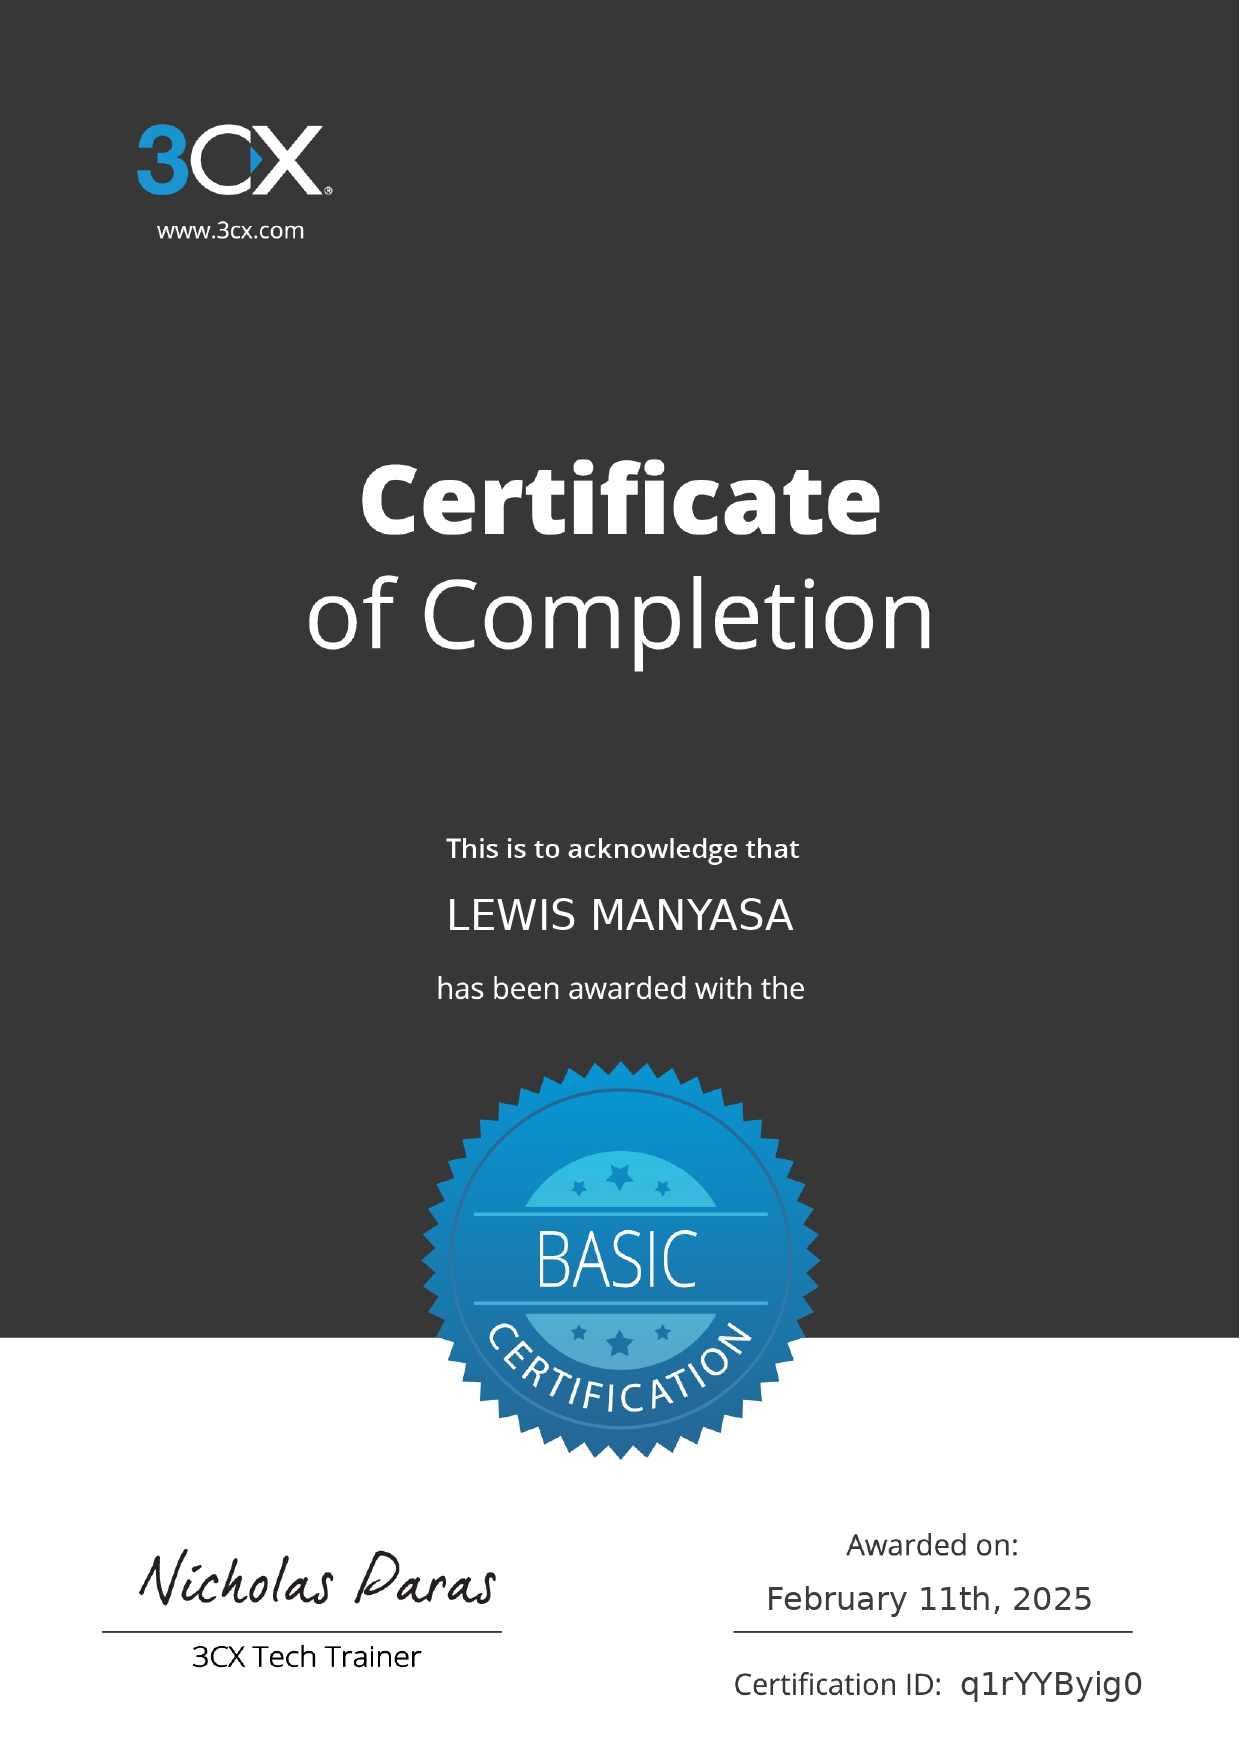 3CX®
www.3cx.com
Certificate
of Completion
This is to acknowledge that
LEWIS MANYASA
has been awarded with the
BASIC
CERTIFICATION
Nicholas Daras
3CX Tech Trainer
Awarded on:
February 11th, 2025
Certification ID: q1rYYByig0